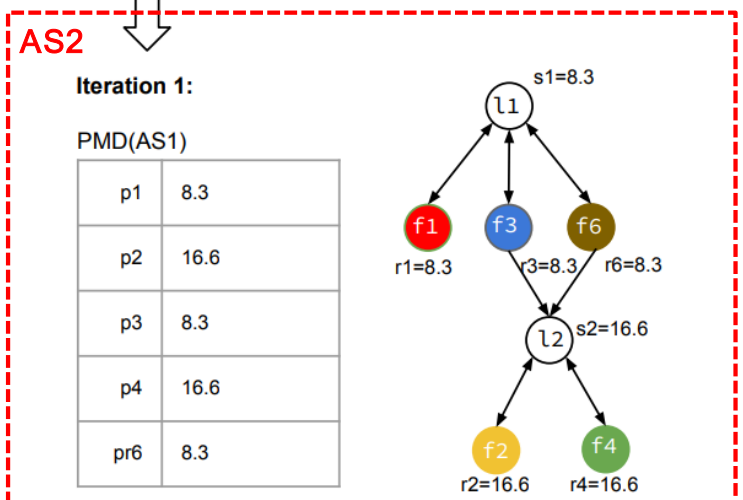 AS2
Iteration 1:
PMD(AS1)
p1 8.3
p2 16.6
p3 8.3
p4 16.6
pr6 8.3
s1=8.3
l1
f1 f3 f6
r1=8.3 r3=8.3 r6=8.3
l2 s2=16.6
f2 f4
r2=16.6 r4=16.6